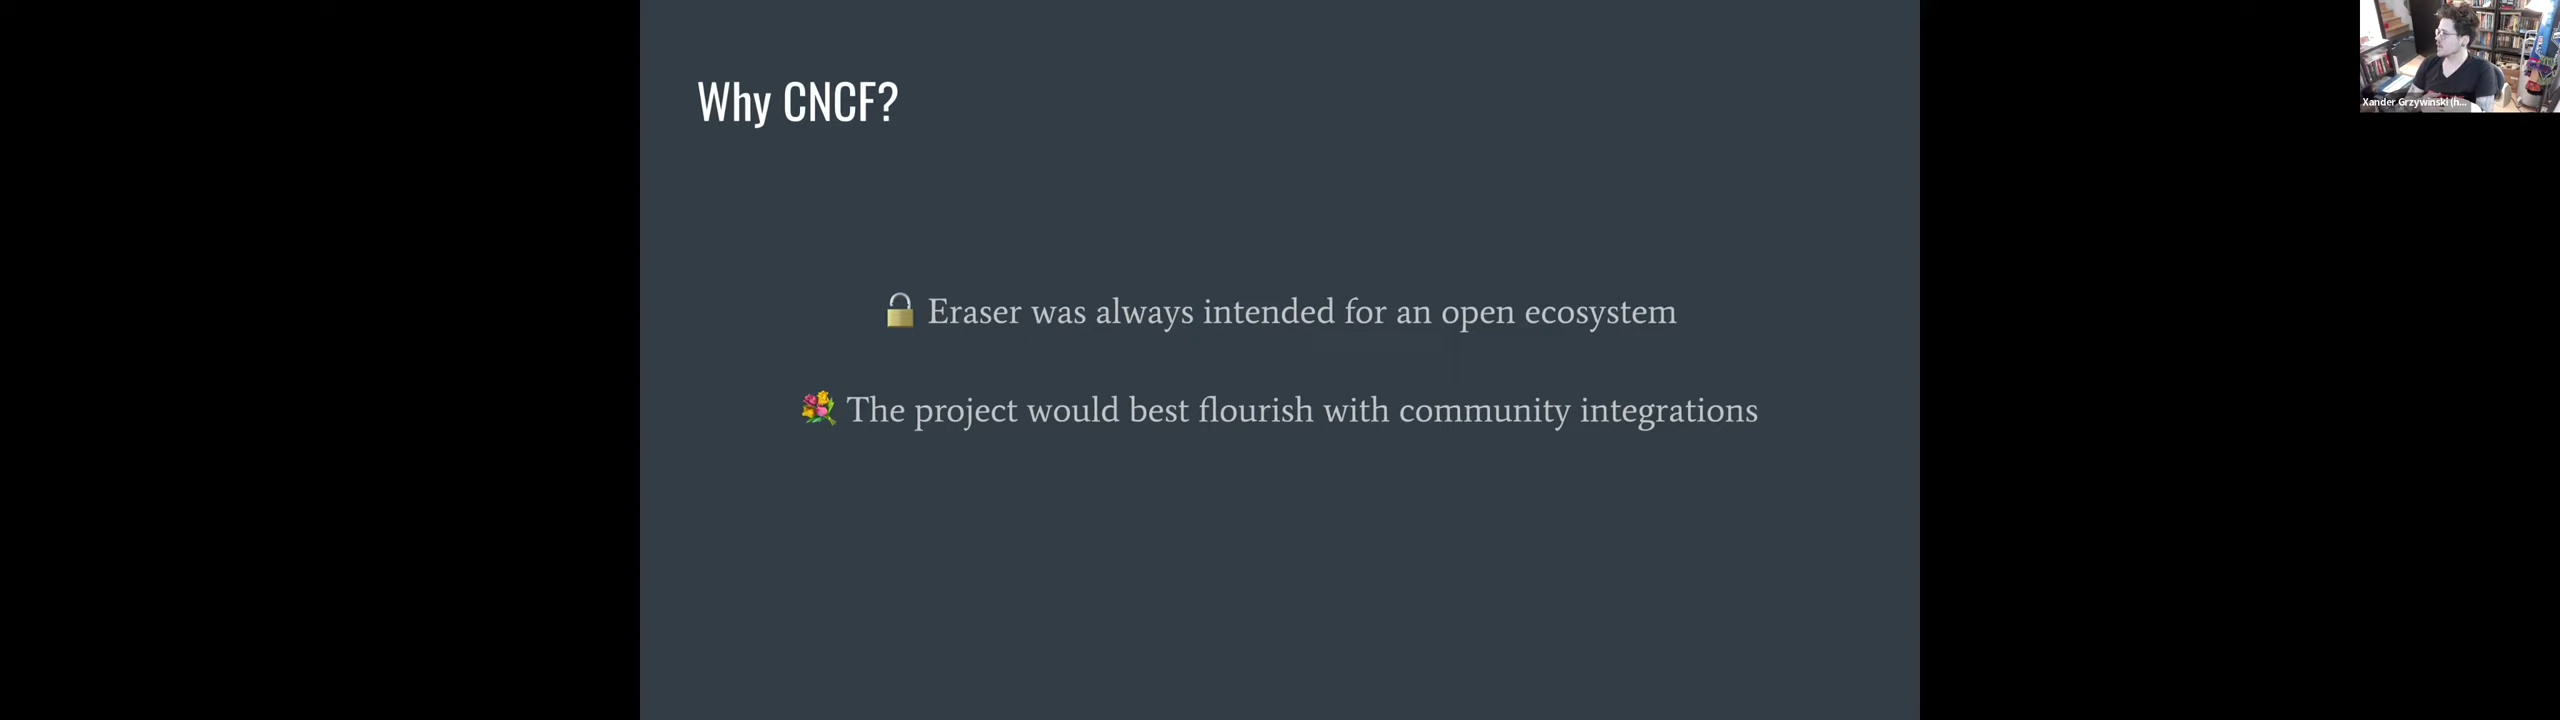 Why CNCF?
Xander Grzywinski (h...
🔓 Eraser was always intended for an open ecosystem
💐 The project would best flourish with community integrations